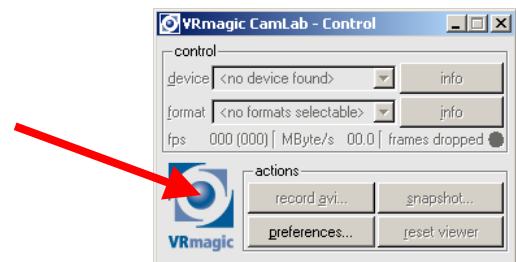 VRmagic CamLab - Control
control
device <no device found> info
format <no formats selectable> info
fps 000 (000) MByte/s 00.0 frames dropped
actions
record avi... snapshot...
VRmagic preferences... reset viewer